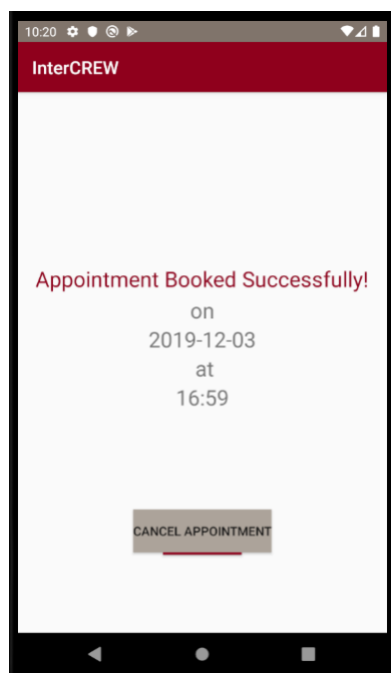 10:20
InterCREW
Appointment Booked Successfully!
on
2019-12-03
at
16:59
CANCEL APPOINTMENT